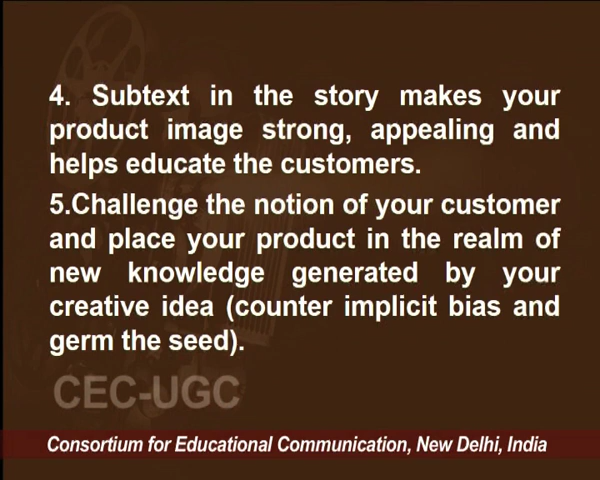 4. Subtext in the story makes your
product image strong, appealing and
helps educate the customers.
5.Challenge the notion of your customer
and place your product in the realm of
new knowledge generated by your
creative idea (counter implicit bias and
germ the seed).
CEC-UGC
Consortium for Educational Communication, New Delhi, India